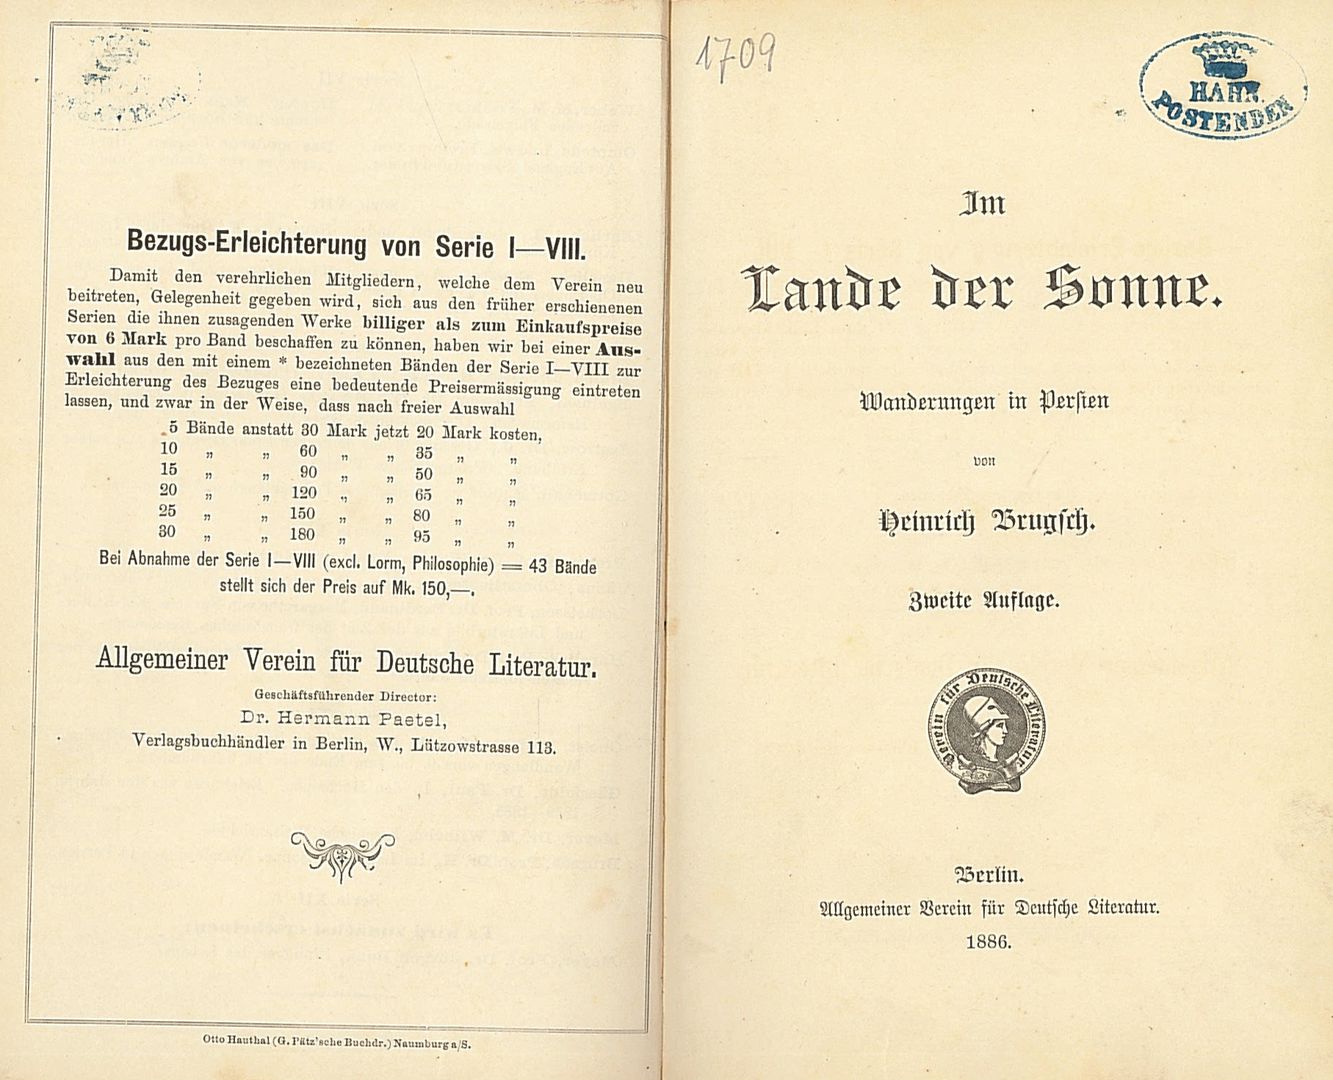 Bezugs-Erleichterung von Serie I—VIII.
Damit den verehrlichen Mitgliedern, welche dem Verein neu
beitreten, Gelegenheit gegeben wird, sich aus den früher erschienenen
Serien die ihnen zusagenden Werke billiger als zum Einkaufspreise
von 6 Mark pro Band beschaffen zu können, haben wir bei einer Aus-
wahl aus den mit einem * bezeichneten Bänden der Serie I—VIII zur
Erleichterung des Bezuges eine bedeutende Preisermässigung eintreten
lassen, und zwar in der Weise, dass nach freier Auswahl
5 Bände anstatt 30 Mark jetzt 20 Mark kosten,
10 „ „ 60 „ „ 35 „ „
15 „ „ 90 „ „ 50 „ „
20 „ „ 120 „ „ 65 „ „
25 „ „ 150 „ „ 80 „ „
30 „ „ 180 „ „ 95 „ „
Bei Abnahme der Serie I—VIII (excl. Lorm, Philosophie) = 43 Bände
stellt sich der Preis auf Mk. 150,—.
Allgemeiner Verein für Deutsche Literatur.
Geschäftsführender Director:
Dr. Hermann Paetel,
Verlagsbuchhändler in Berlin, W., Lützowstrasse 113.
Otto Hauthal (G. Pätz'sche Buchdr.) Naumburg a/S.
1709
HAHN
POSTENDEN
Im
Lande der Sonne.
Wanderungen in Persien
von
Heinrich Brugsch.
Zweite Auflage.
Verein für Deutsche Literatur
Berlin.
Allgemeiner Verein für Deutsche Literatur.
1886.